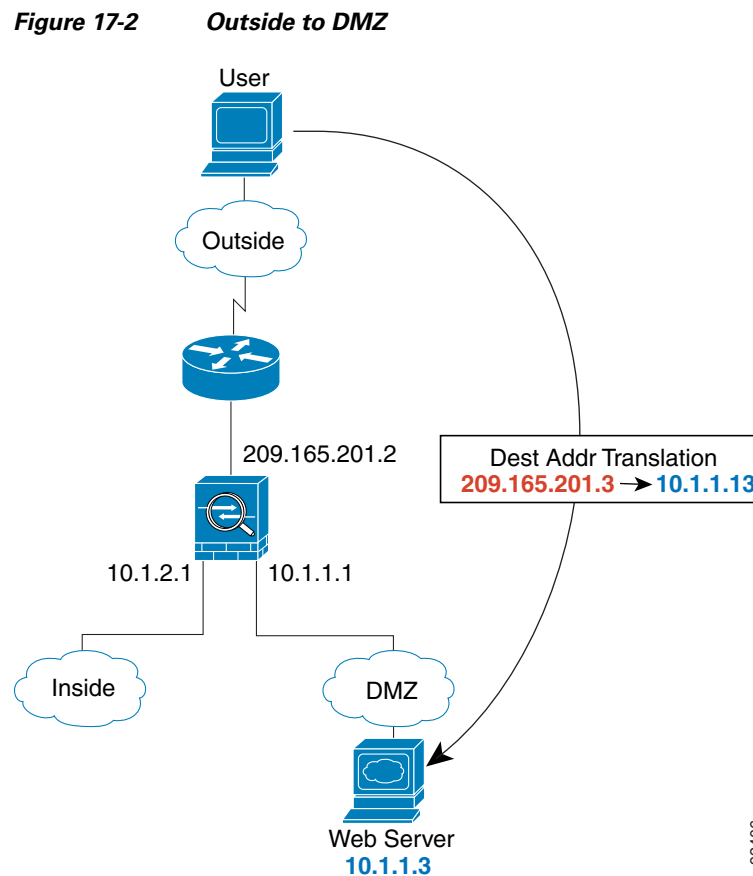 Figure 17-2 Outside to DMZ
User
Outside
209.165.201.2
Dest Addr Translation
209.165.201.3 10.1.1.13
10.1.2.1 10.1.1.1
Inside
DMZ
Web Server
10.1.1.3